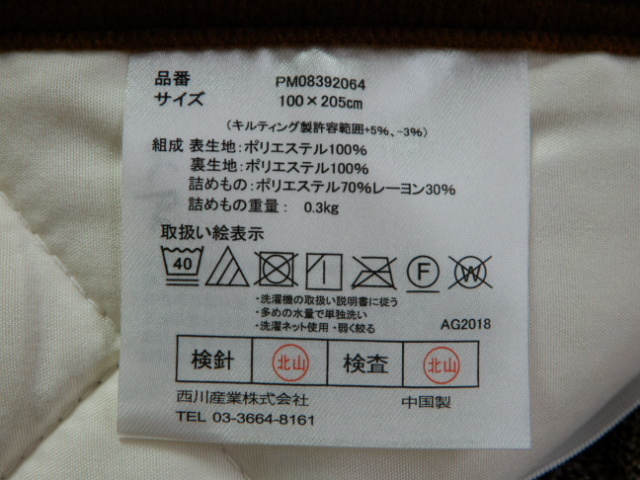 品番 PM08392064
サイズ 100×205cm
(キルティング製許容範囲+5%、-3%)
組成 表生地:ポリエステル100%
裏生地:ポリエステル100%
詰めもの:ポリエステル70%レーヨン30%
詰めもの重量: 0.3kg
取扱い絵表示
40 F W
・洗濯機の取扱い説明書に従う
・多めの水量で単独洗い
・洗濯ネット使用・弱く絞る
AG2018
検針 北山 検査 北山
西川産業株式会社 中国製
TEL 03-3664-8161